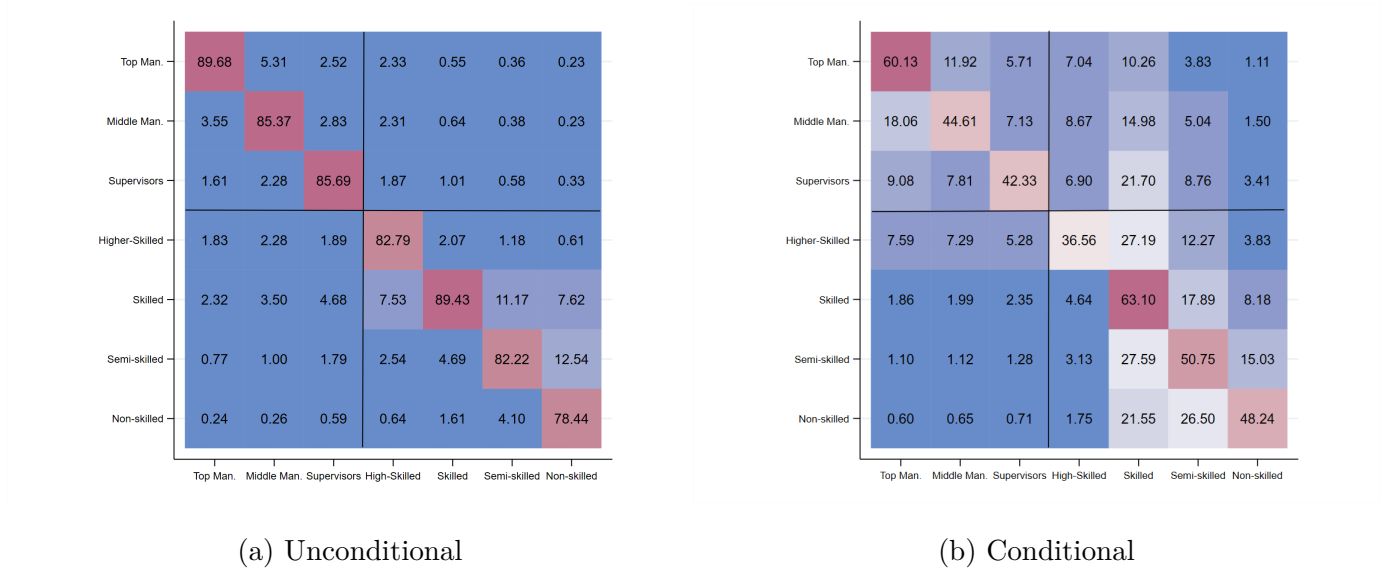 Top Man. 89.68 5.31 2.52 2.33 0.55 0.36 0.23
Middle Man. 3.55 85.37 2.83 2.31 0.64 0.38 0.23
Supervisors 1.61 2.28 85.69 1.87 1.01 0.58 0.33
Higher-Skilled 1.83 2.28 1.89 82.79 2.07 1.18 0.61
Skilled 2.32 3.50 4.68 7.53 89.43 11.17 7.62
Semi-skilled 0.77 1.00 1.79 2.54 4.69 82.22 12.54
Non-skilled 0.24 0.26 0.59 0.64 1.61 4.10 78.44
Top Man. Middle Man. Supervisors High-Skilled Skilled Semi-skilled Non-skilled
(a) Unconditional
Top Man. 60.13 11.92 5.71 7.04 10.26 3.83 1.11
Middle Man. 18.06 44.61 7.13 8.67 14.98 5.04 1.50
Supervisors 9.08 7.81 42.33 6.90 21.70 8.76 3.41
Higher-Skilled 7.59 7.29 5.28 36.56 27.19 12.27 3.83
Skilled 1.86 1.99 2.35 4.64 63.10 17.89 8.18
Semi-skilled 1.10 1.12 1.28 3.13 27.59 50.75 15.03
Non-skilled 0.60 0.65 0.71 1.75 21.55 26.50 48.24
Top Man. Middle Man. Supervisors High-Skilled Skilled Semi-skilled Non-skilled
(b) Conditional